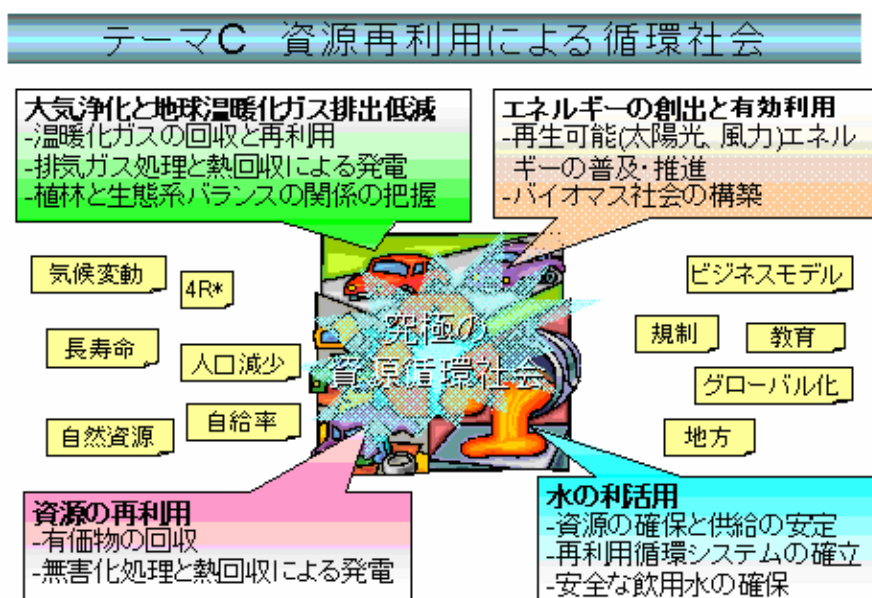 テーマC 資源再利用による循環社会
大気浄化と地球温暖化ガス排出低減
-温暖化ガスの回収と再利用
-排気ガス処理と熱回収による発電
-植林と生態系バランスの関係の把握
エネルギーの創出と有効利用
-再生可能(太陽光、風力)エネル
ギーの普及・推進
-バイオマス社会の構築
気候変動
4R*
長寿命
人口減少
自然資源
自給率
究極の
資源循環社会
ビジネスモデル
規制
教育
グローバル化
地方
資源の再利用
-有価物の回収
-無害化処理と熱回収による発電
水の利活用
-資源の確保と供給の安定
-再利用循環システムの確立
-安全な飲用水の確保